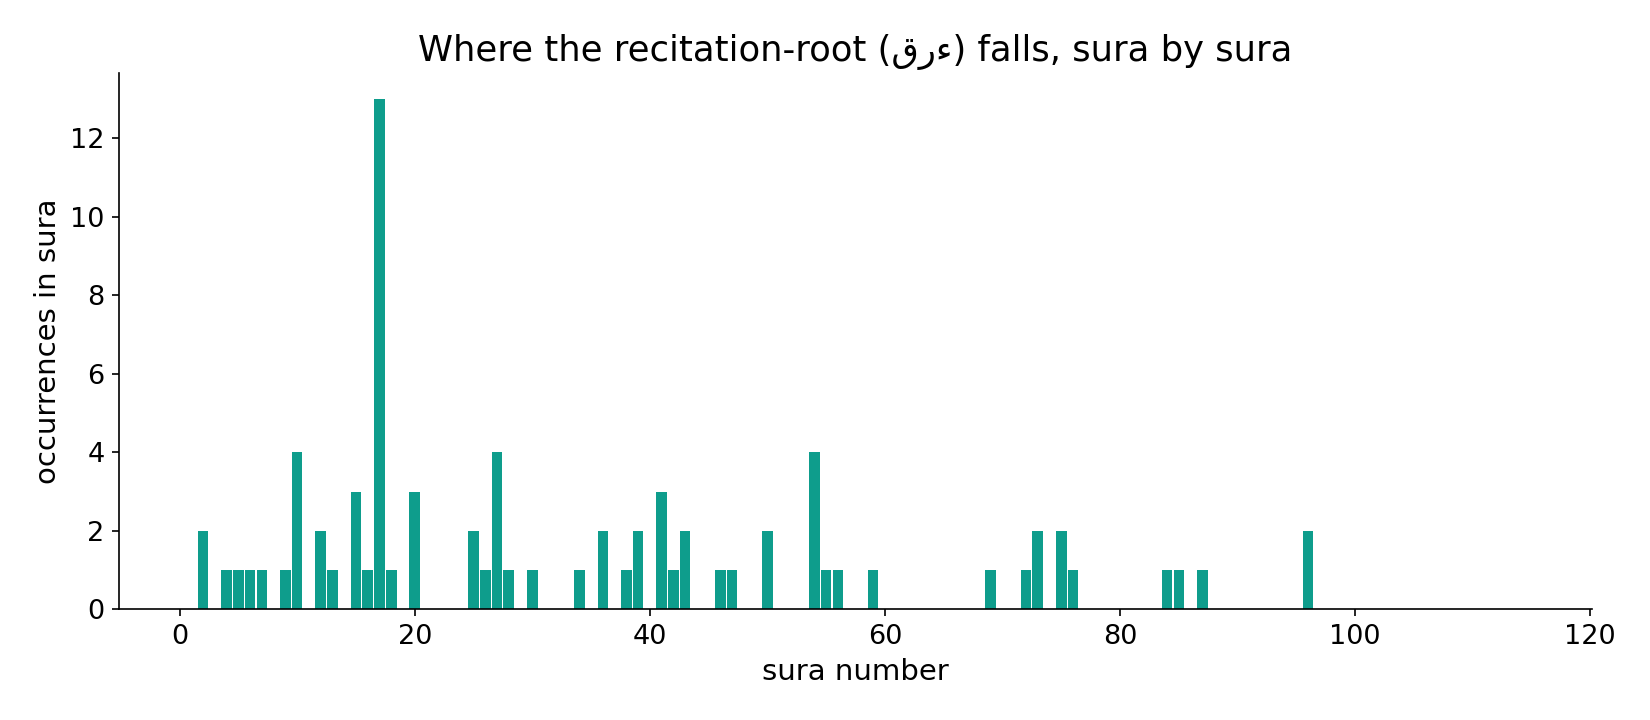 Where the recitation-root (قرء) falls, sura by sura
occurrences in sura
12
10
8
6
4
2
0
0 20 40 60 80 100 120
sura number